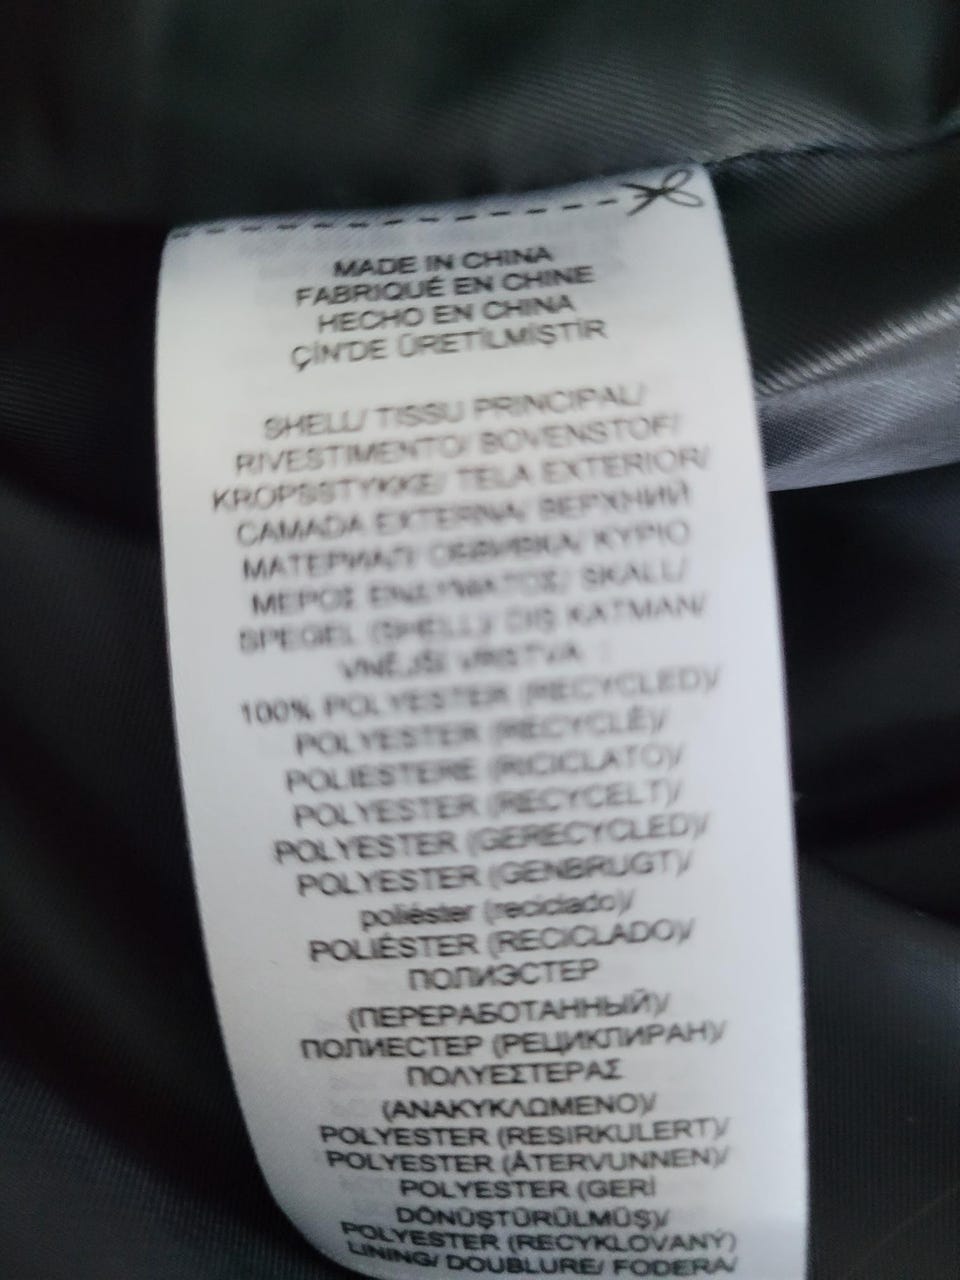 MADE IN CHINA
FABRIQUÉ EN CHINE
HECHO EN CHINA
ÇİN'DE ÜRETİLMİŞTİR
SHELL/ TISSU PRINCIPAL/
RIVESTIMENTO/ BOVENSTOF/
KROPSSTYKKE/ TELA EXTERIOR/
CAMADA EXTERNA/ ВЕРХНИЙ
МАТЕРИАЛ/ ОБШИВКА/ ΚΥΡΙΟ
ΜΕΡΟΣ SKALL/
SPEGEL (SHELL)/ DIŞ KATMAN/
VNĚJŠÍ VRSTVA :
100% POLYESTER (RECYCLED)/
POLYESTER (RECYCLÉ)/
POLIESTERE (RICICLATO)/
POLYESTER (RECYCELT)/
POLYESTER (GERECYCLED)/
POLYESTER (GENBRUGT)/
poliéster (reciclado)/
POLIÉSTER (RECICLADO)/
ПОЛИЭСТЕР
(ПЕРЕРАБОТАННЫЙ)/
ПОЛИЕСТЕР (РЕЦИКЛИРАН)/
ΠΟΛΥΕΣΤΕΡΑΣ
(ΑΝΑΚΥΚΛΩΜΕΝΟ)/
POLYESTER (RESIRKULERT)/
POLYESTER (ÅTERVUNNEN)/
POLYESTER (GERİ
DÖNÜŞTÜRÜLMÜŞ)/
POLYESTER (RECYKLOVANÝ)
LINING/ DOUBLURE/ FODERA/